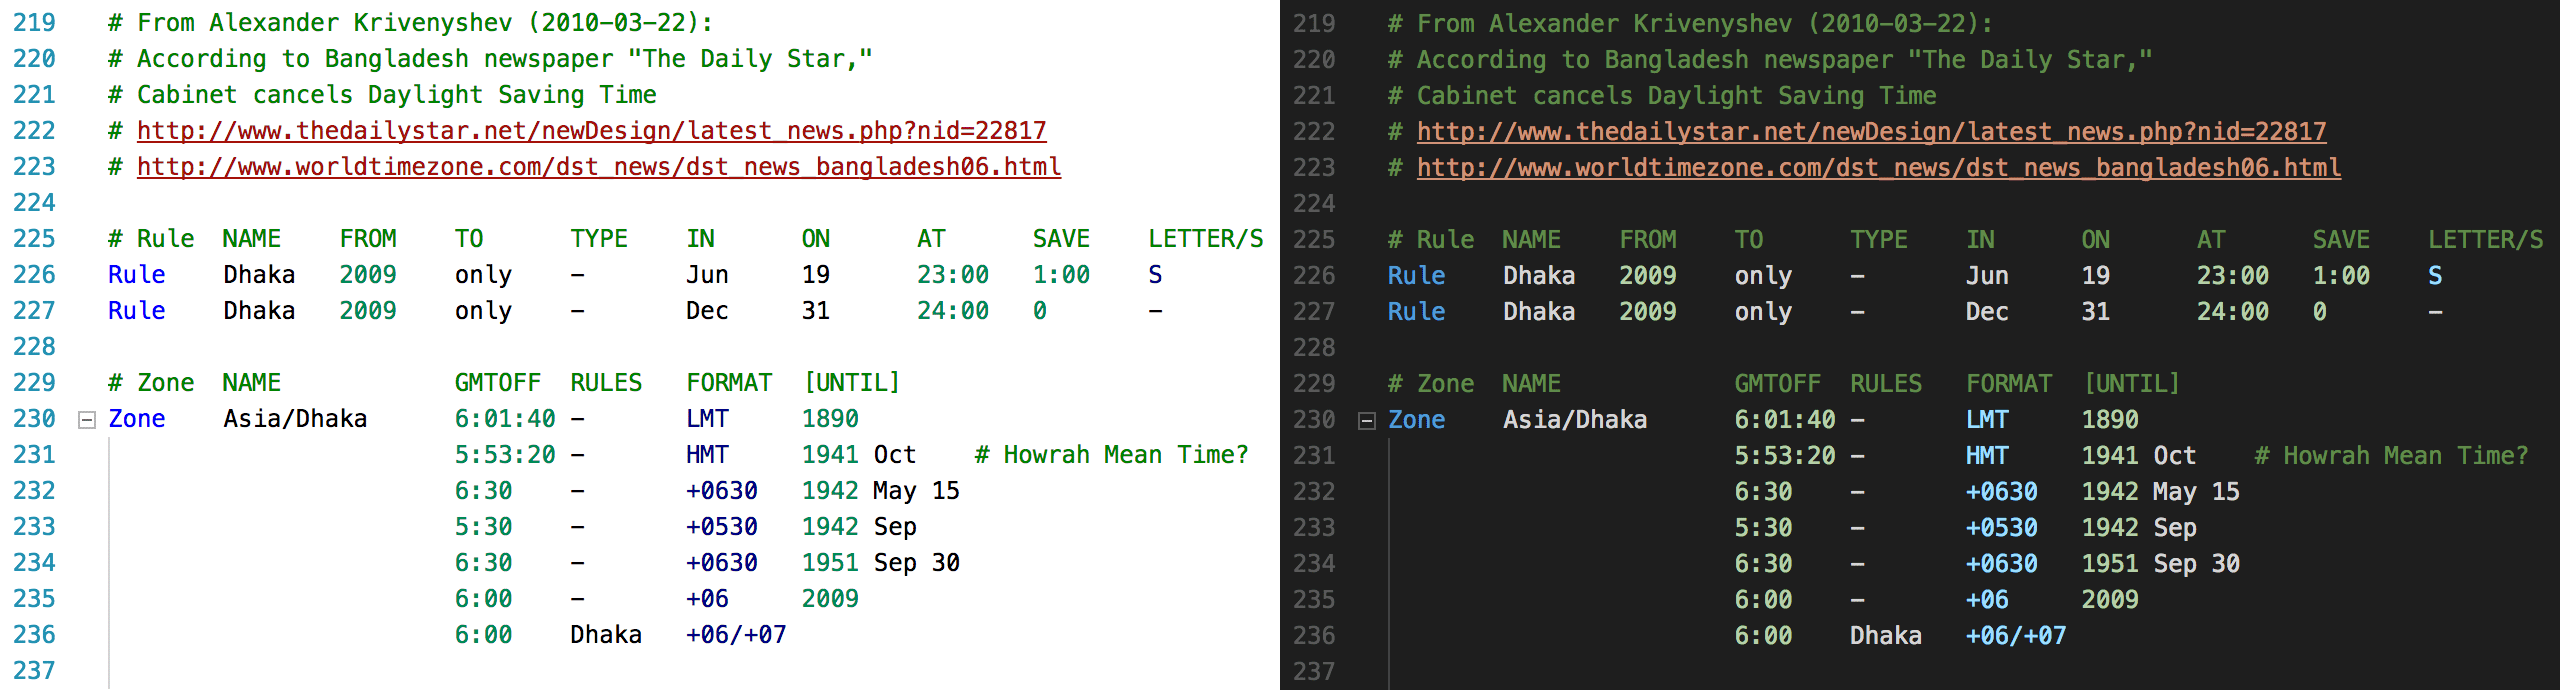 219 # From Alexander Krivenyshev (2010-03-22):
220 # According to Bangladesh newspaper "The Daily Star,"
221 # Cabinet cancels Daylight Saving Time
222 # http://www.thedailystar.net/newDesign/latest_news.php?nid=22817
223 # http://www.worldtimezone.com/dst_news/dst_news_bangladesh06.html
224
225 # Rule NAME FROM TO TYPE IN ON AT SAVE LETTER/S
226 Rule Dhaka 2009 only - Jun 19 23:00 1:00 S
227 Rule Dhaka 2009 only - Dec 31 24:00 0 -
228
229 # Zone NAME GMTOFF RULES FORMAT [UNTIL]
230 Zone Asia/Dhaka 6:01:40 - LMT 1890
231 5:53:20 - HMT 1941 Oct # Howrah Mean Time?
232 6:30 - +0630 1942 May 15
233 5:30 - +0530 1942 Sep
234 6:30 - +0630 1951 Sep 30
235 6:00 - +06 2009
236 6:00 Dhaka +06/+07
237
219 # From Alexander Krivenyshev (2010-03-22):
220 # According to Bangladesh newspaper "The Daily Star,"
221 # Cabinet cancels Daylight Saving Time
222 # http://www.thedailystar.net/newDesign/latest_news.php?nid=22817
223 # http://www.worldtimezone.com/dst_news/dst_news_bangladesh06.html
224
225 # Rule NAME FROM TO TYPE IN ON AT SAVE LETTER/S
226 Rule Dhaka 2009 only - Jun 19 23:00 1:00 S
227 Rule Dhaka 2009 only - Dec 31 24:00 0 -
228
229 # Zone NAME GMTOFF RULES FORMAT [UNTIL]
230 Zone Asia/Dhaka 6:01:40 - LMT 1890
231 5:53:20 - HMT 1941 Oct # Howrah Mean Time?
232 6:30 - +0630 1942 May 15
233 5:30 - +0530 1942 Sep
234 6:30 - +0630 1951 Sep 30
235 6:00 - +06 2009
236 6:00 Dhaka +06/+07
237